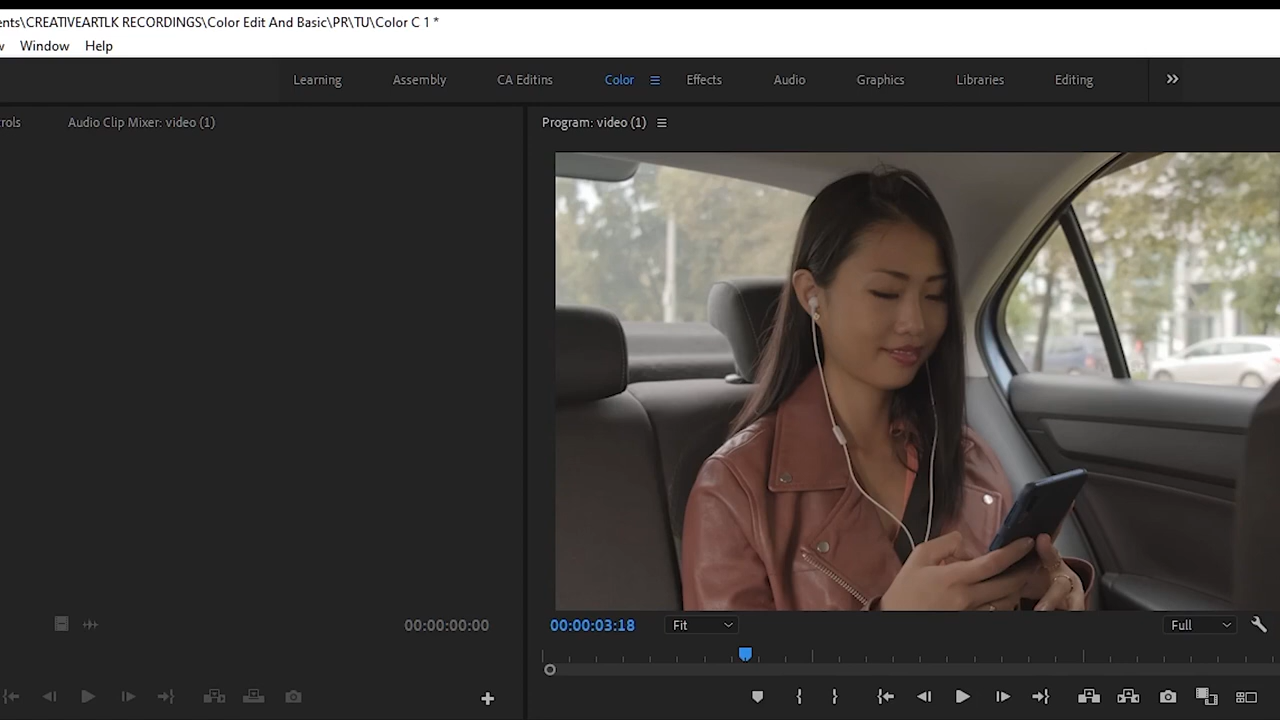 ents\CREATIVEARTLK RECORDINGS\Color Edit And Basic\PR\TU\Color C 1 *
w Window Help
Learning Assembly CA Editins Color Effects Audio Graphics Libraries Editing
rols Audio Clip Mixer: video (1) Program: video (1)
00:00:00:00 00:00:03:18 Fit Full